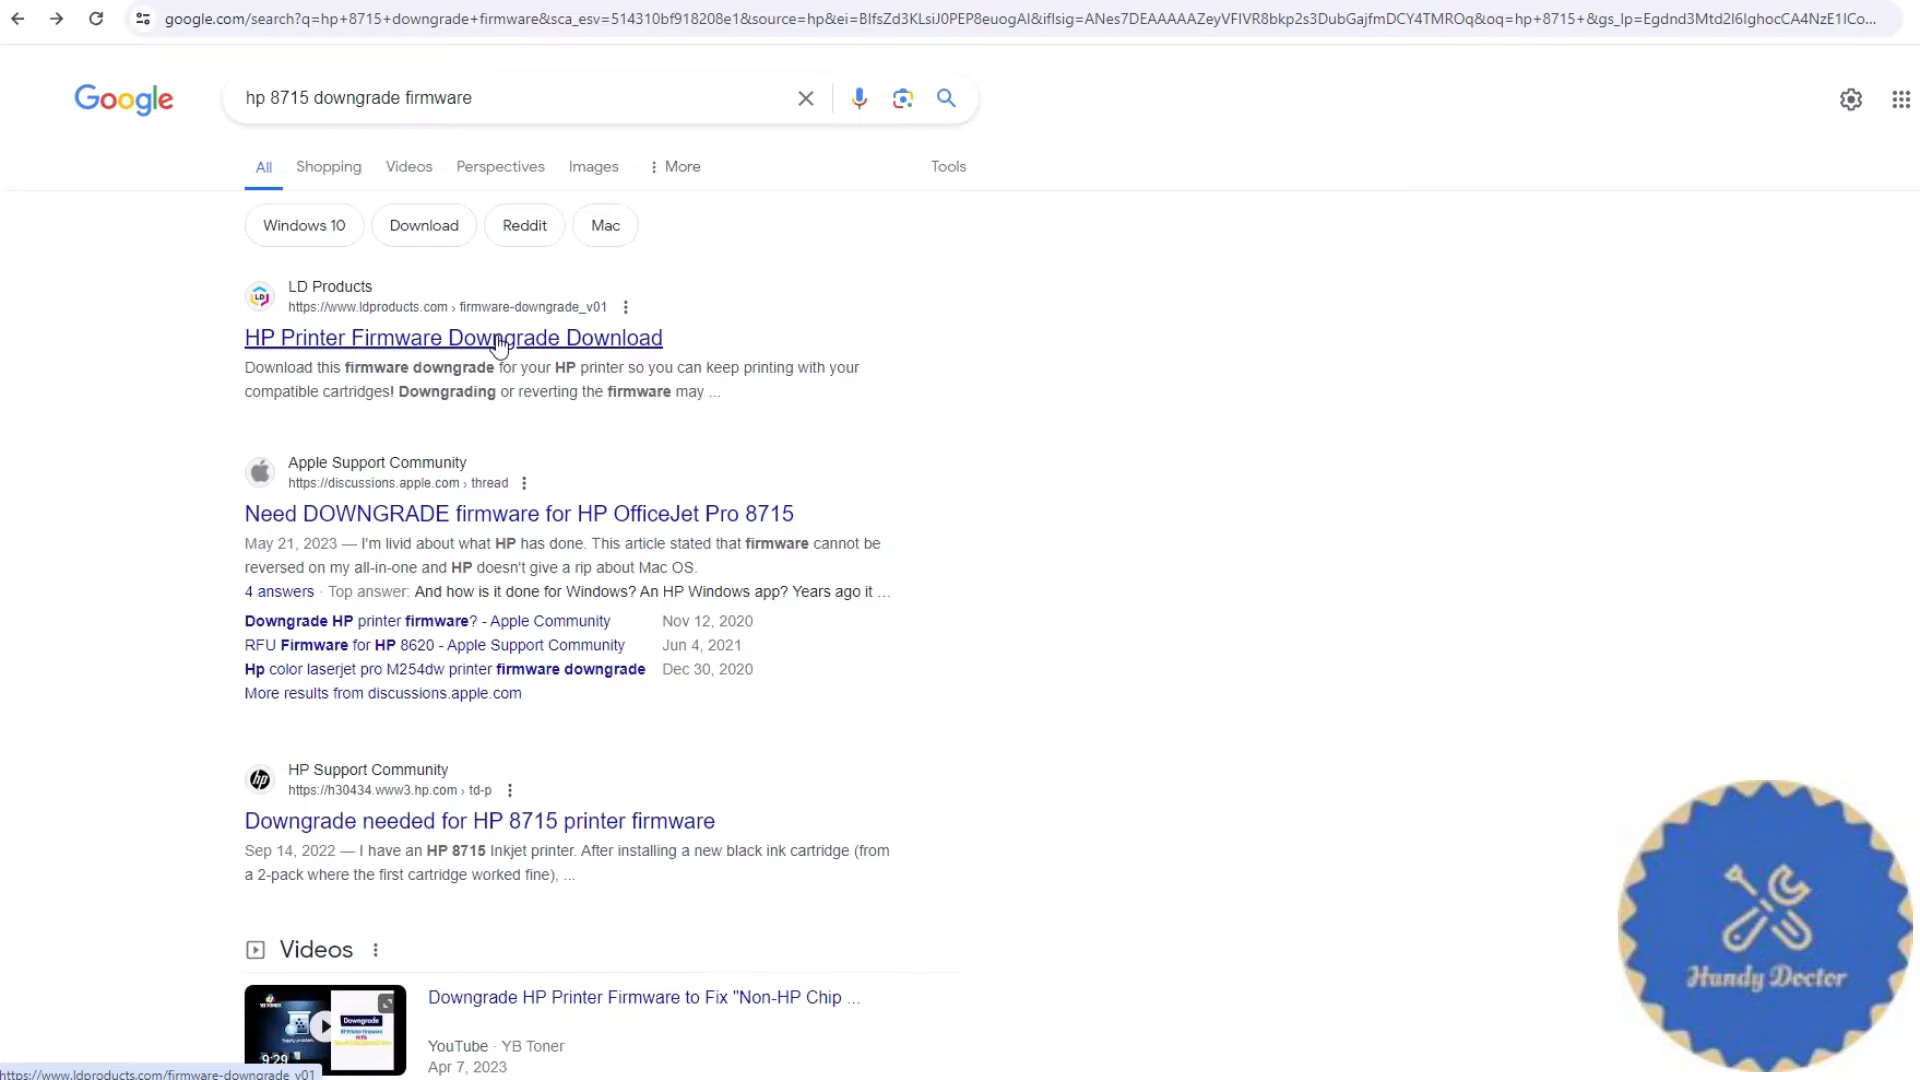 google.com/search?q=hp+8715+downgrade+firmware&sca_esv=514310bf918208e1&source=hp&ei=BIfsZd3KLsiJ0PEP8euogAI&iflsig=ANes7DEAAAAAZeyVFIVR8bkp2s3DubGajfmDCY4TMROq&oq=hp+8715+&gs_lp=Egdnd3Mtd2l6IghocCA4NzE1ICo...
Google
hp 8715 downgrade firmware
All Shopping Videos Perspectives Images More Tools
Windows 10 Download Reddit Mac
LD Products
https://www.ldproducts.com › firmware-downgrade_v01
HP Printer Firmware Downgrade Download
Download this firmware downgrade for your HP printer so you can keep printing with your
compatible cartridges! Downgrading or reverting the firmware may ...
Apple Support Community
https://discussions.apple.com › thread
Need DOWNGRADE firmware for HP OfficeJet Pro 8715
May 21, 2023 — I'm livid about what HP has done. This article stated that firmware cannot be
reversed on my all-in-one and HP doesn't give a rip about Mac OS.
4 answers · Top answer: And how is it done for Windows? An HP Windows app? Years ago it ...
Downgrade HP printer firmware? - Apple Community Nov 12, 2020
RFU Firmware for HP 8620 - Apple Support Community Jun 4, 2021
Hp color laserjet pro M254dw printer firmware downgrade Dec 30, 2020
More results from discussions.apple.com
HP Support Community
https://h30434.www3.hp.com › td-p
Downgrade needed for HP 8715 printer firmware
Sep 14, 2022 — I have an HP 8715 Inkjet printer. After installing a new black ink cartridge (from
a 2-pack where the first cartridge worked fine), ...
Videos
Downgrade HP Printer Firmware to Fix "Non-HP Chip ...
YouTube · YB Toner
Apr 7, 2023
Downgrade
9:29
https://www.ldproducts.com/firmware-downgrade_v01
Handy Doctor